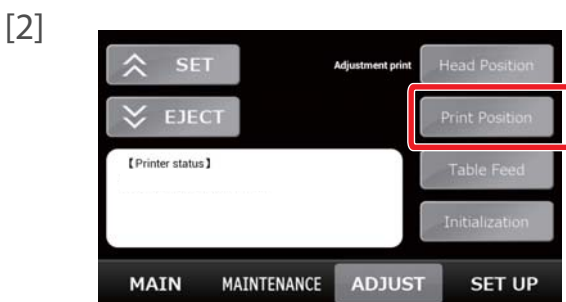 [2]
SET
Adjustment print
Head Position
EJECT
Print Position
【Printer status】
Table Feed
Initialization
MAIN MAINTENANCE ADJUST SET UP